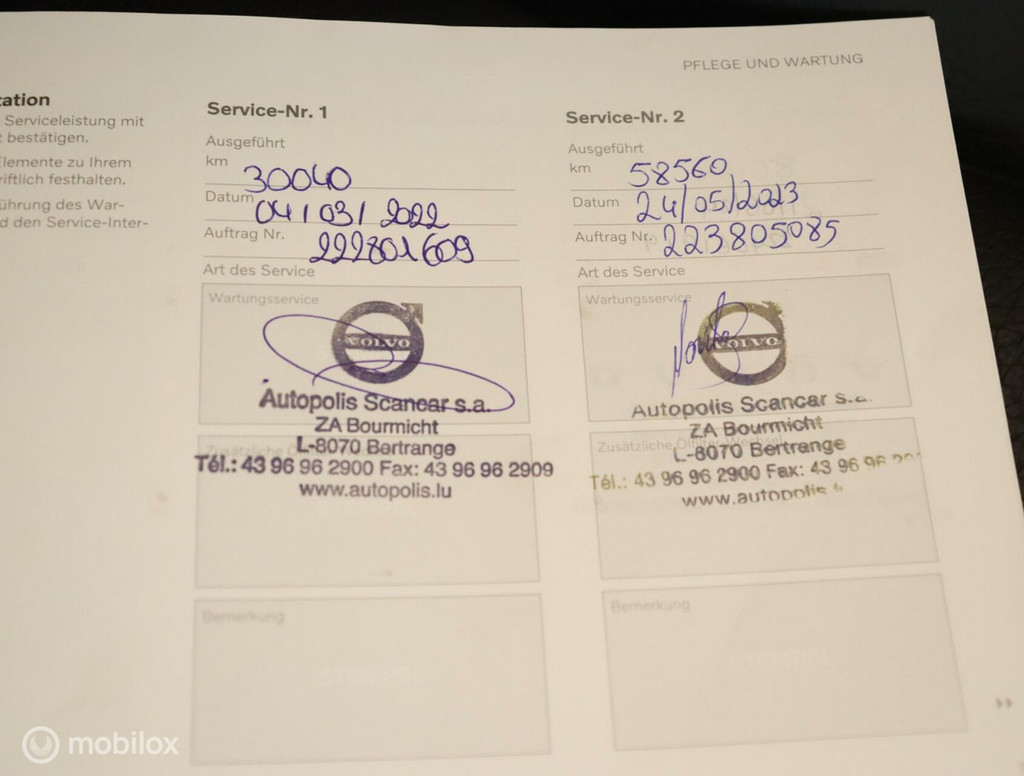 PFLEGE UND WARTUNG
tation
Serviceleistung mit
t bestätigen.
Elemente zu Ihrem
riftlich festhalten.
ührung des War-
d den Service-Inter-
Service-Nr. 1
Ausgeführt
km 30040
Datum 04/03/2022
Auftrag Nr. 222801609
Art des Service
Wartungsservice
VOLVO
Autopolis Scancar s.a.
ZA Bourmicht
L-8070 Bertrange
Tél.: 43 96 96 2900 Fax: 43 96 96 2909
www.autopolis.lu
Bemerkung
Service-Nr. 2
Ausgeführt
km 58560
Datum 24/05/2023
Auftrag Nr. 223805085
Art des Service
Wartungsservice
VOLVO
Autopolis Scancar s.a.
ZA Bourmicht
Zusätzliche Ölfilter-Wechsel
L-8070 Bertrange
Tél.: 43 96 96 2900 Fax: 43 96 96
www.autopolis
Bemerkung
mobilox